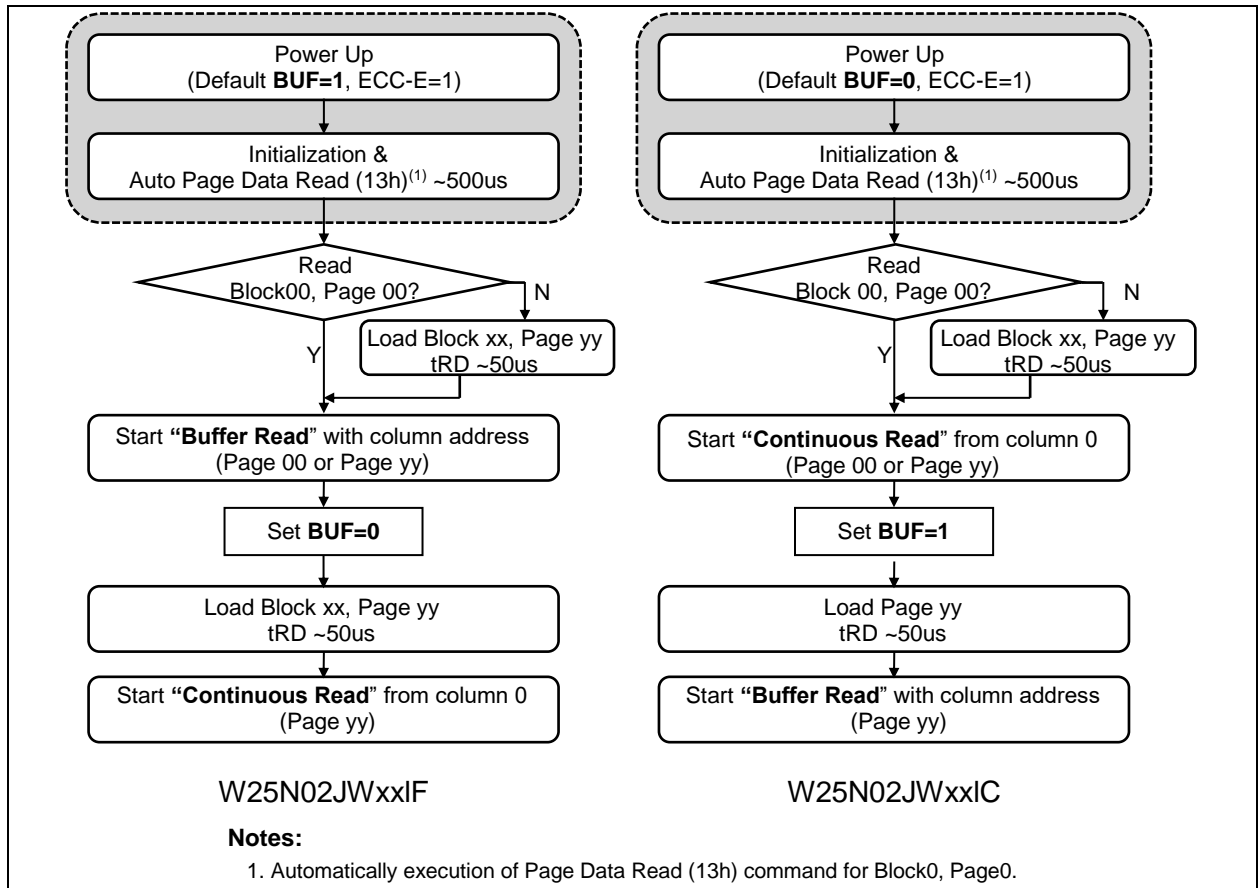 Power Up
(Default BUF=1, ECC-E=1)
Initialization &
Auto Page Data Read (13h)(1) ~500us
Read
Block00, Page 00?
N
Y
Load Block xx, Page yy
tRD ~50us
Start “Buffer Read” with column address
(Page 00 or Page yy)
Set BUF=0
Load Block xx, Page yy
tRD ~50us
Start “Continuous Read” from column 0
(Page yy)
W25N02JWxxIF
Power Up
(Default BUF=0, ECC-E=1)
Initialization &
Auto Page Data Read (13h)(1) ~500us
Read
Block 00, Page 00?
N
Y
Load Block xx, Page yy
tRD ~50us
Start “Continuous Read” from column 0
(Page 00 or Page yy)
Set BUF=1
Load Page yy
tRD ~50us
Start “Buffer Read” with column address
(Page yy)
W25N02JWxxIC
Notes:
1. Automatically execution of Page Data Read (13h) command for Block0, Page0.